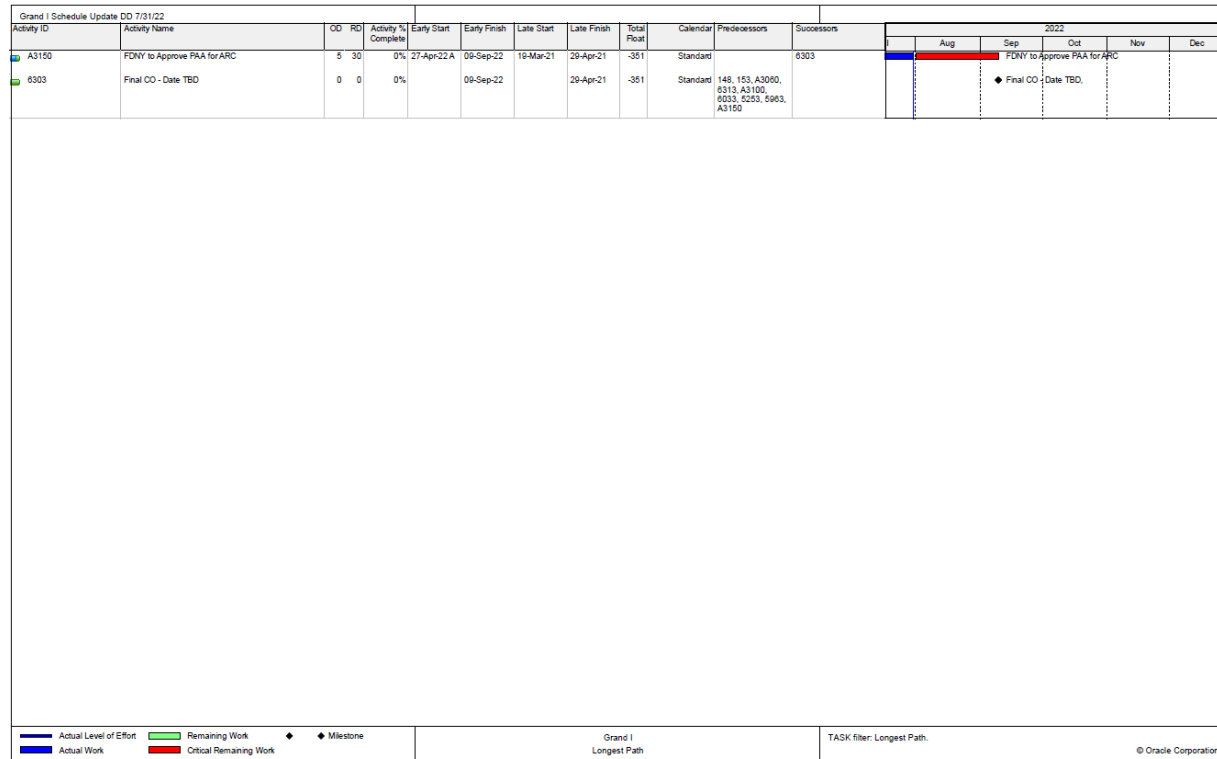 Grand I Schedule Update DD 7/31/22
Activity ID Activity Name OD RD Activity % Complete Early Start Early Finish Late Start Late Finish Total Float Calendar Predecessors Successors 2022
l Aug Sep Oct Nov Dec
A3150 FDNY to Approve PAA for ARC 5 30 0% 27-Apr-22 A 09-Sep-22 19-Mar-21 29-Apr-21 -351 Standard 6303 FDNY to Approve PAA for ARC
6303 Final CO - Date TBD 0 0 0% 09-Sep-22 29-Apr-21 -351 Standard 148, 153, A3060, Final CO - Date TBD,
6313, A3100,
6033, 5253, 5963,
A3150
Actual Level of Effort Remaining Work Milestone Grand I TASK filter: Longest Path.
Actual Work Critical Remaining Work Longest Path © Oracle Corporation